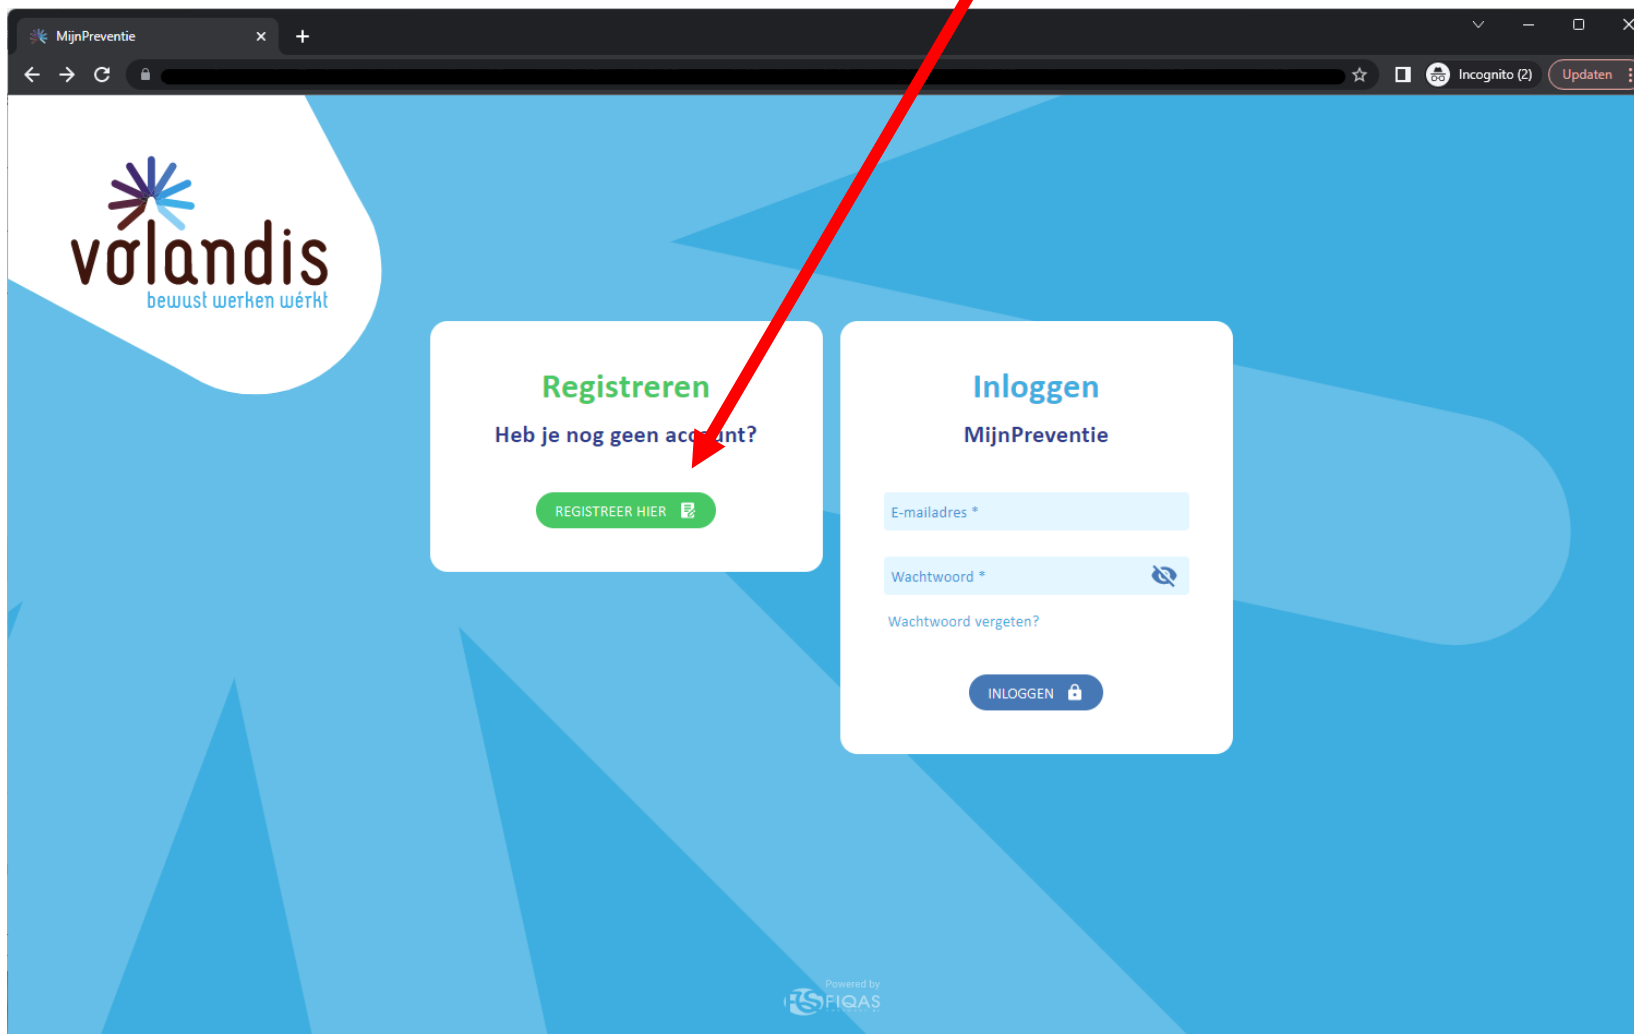 MijnPreventie
Incognito (2)
Updaten
volandis
bewust werken wérkt
Registreren
Heb je nog geen account?
REGISTREER HIER
Inloggen
MijnPreventie
E-mailadres *
Wachtwoord *
Wachtwoord vergeten?
INLOGGEN
Powered by
FIQAS